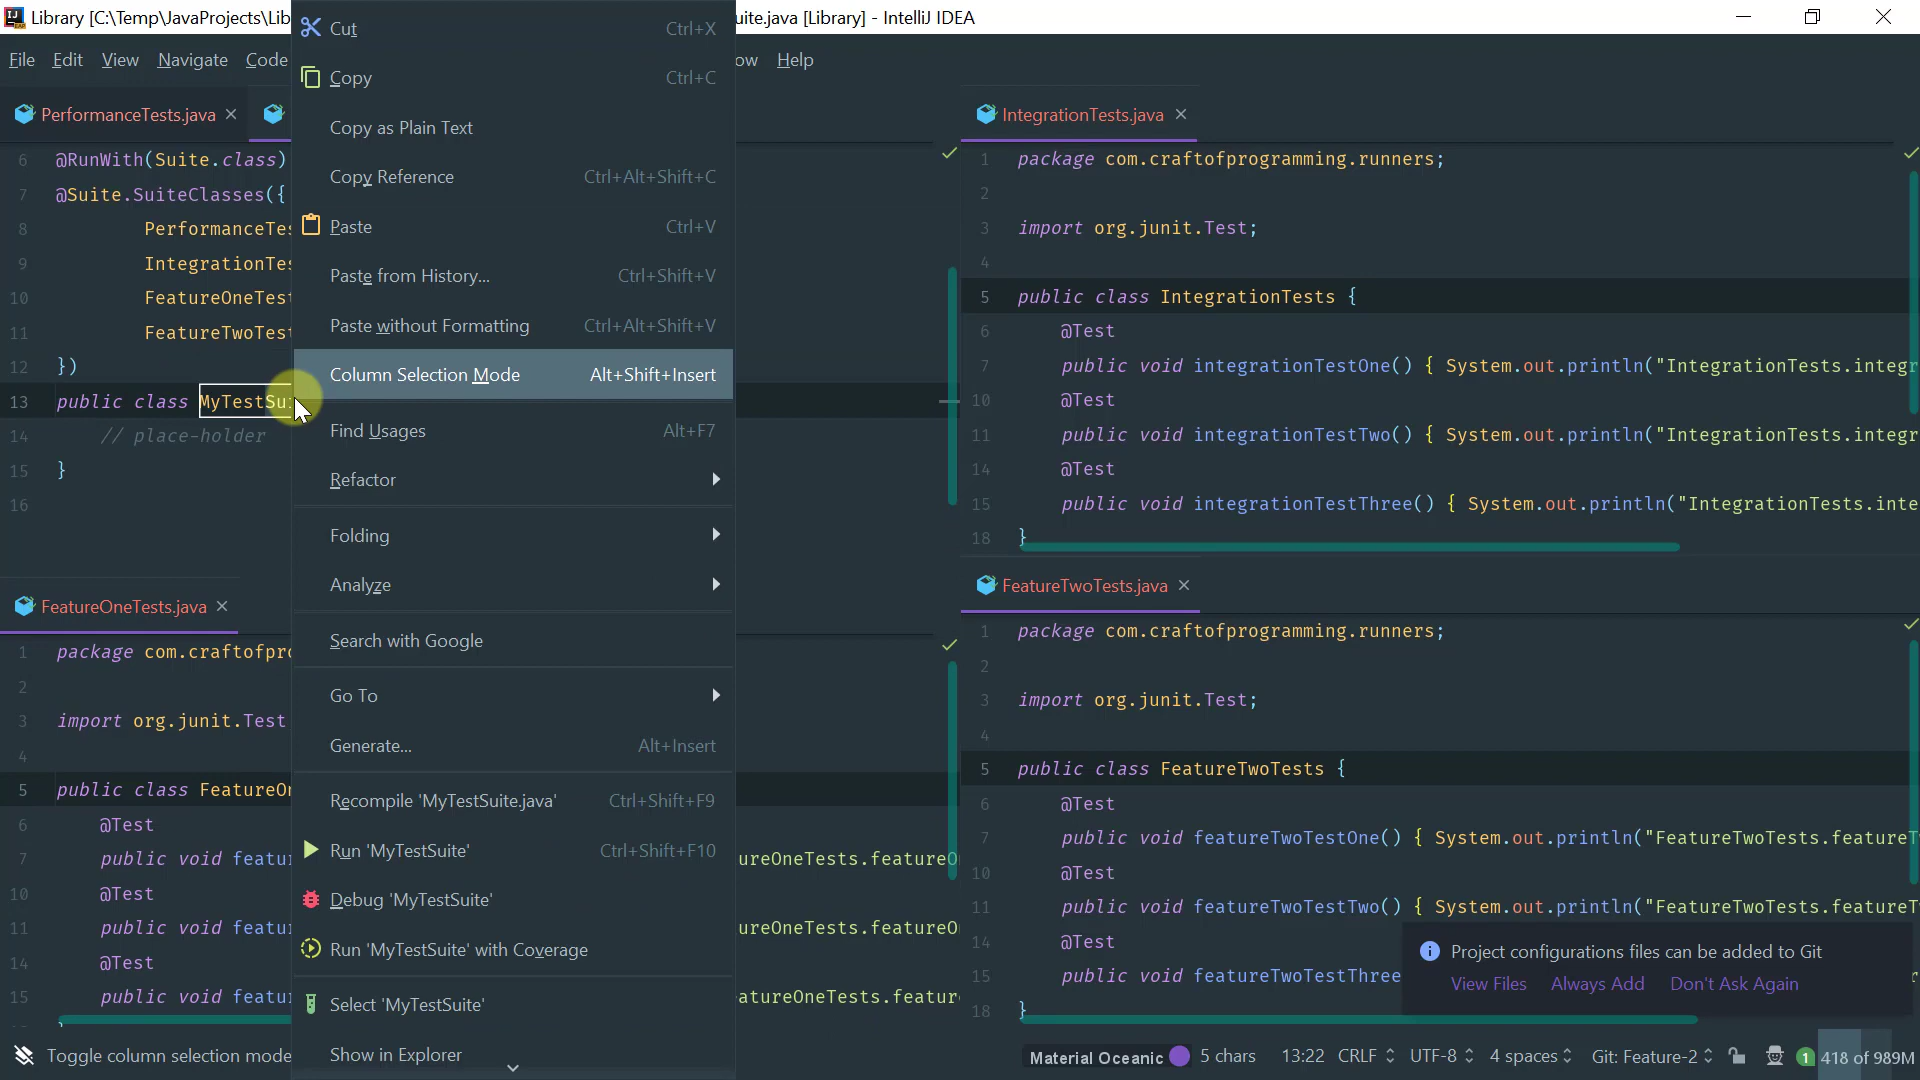 Library [C:\Temp\JavaProjects\Lib
uite.java [Library] - IntelliJ IDEA
File Edit View Navigate Code
ow Help
PerformanceTests.java
6 @RunWith(Suite.class)
7 @Suite.SuiteClasses({
8 PerformanceTes
9 IntegrationTes
10 FeatureOneTest
11 FeatureTwoTest
12 })
13 public class MyTestSui
14 // place-holder
15 }
16
Cut Ctrl+X
Copy Ctrl+C
Copy as Plain Text
Copy Reference Ctrl+Alt+Shift+C
Paste Ctrl+V
Paste from History... Ctrl+Shift+V
Paste without Formatting Ctrl+Alt+Shift+V
Column Selection Mode Alt+Shift+Insert
Find Usages Alt+F7
Refactor
Folding
Analyze
Search with Google
Go To
Generate... Alt+Insert
Recompile 'MyTestSuite.java' Ctrl+Shift+F9
Run 'MyTestSuite' Ctrl+Shift+F10
Debug 'MyTestSuite'
Run 'MyTestSuite' with Coverage
Select 'MyTestSuite'
Show in Explorer
IntegrationTests.java
1 package com.craftofprogramming.runners;
2
3 import org.junit.Test;
4
5 public class IntegrationTests {
6 @Test
7 public void integrationTestOne() { System.out.println("IntegrationTests.integr
10 @Test
11 public void integrationTestTwo() { System.out.println("IntegrationTests.integr
14 @Test
15 public void integrationTestThree() { System.out.println("IntegrationTests.inte
18 }
FeatureOneTests.java
1 package com.craftofpro
2
3 import org.junit.Test
4
5 public class FeatureOn
6 @Test
7 public void featur
ureOneTests.featureO
10 @Test
11 public void featur
ureOneTests.featureO
14 @Test
15 public void featur
atureOneTests.feature
FeatureTwoTests.java
1 package com.craftofprogramming.runners;
2
3 import org.junit.Test;
4
5 public class FeatureTwoTests {
6 @Test
7 public void featureTwoTestOne() { System.out.println("FeatureTwoTests.featureT
10 @Test
11 public void featureTwoTestTwo() { System.out.println("FeatureTwoTests.featureT
14 @Test
15 public void featureTwoTestThree
18 }
Project configurations files can be added to Git
View Files Always Add Don't Ask Again
Toggle column selection mode
Material Oceanic 5 chars 13:22 CRLF UTF-8 4 spaces Git: Feature-2 1 418 of 989M